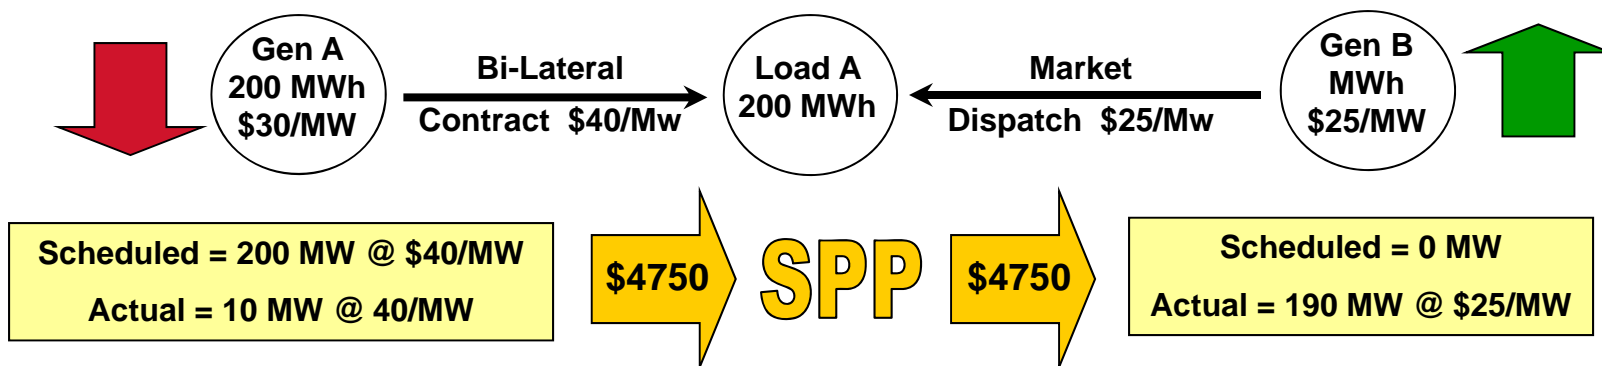 Gen A
200 MWh
$30/MW
Bi-Lateral
Contract $40/Mw
Load A
200 MWh
Market
Dispatch $25/Mw
Gen B
MWh
$25/MW
Scheduled = 200 MW @ $40/MW
Actual = 10 MW @ 40/MW
$4750
SPP
$4750
Scheduled = 0 MW
Actual = 190 MW @ $25/MW